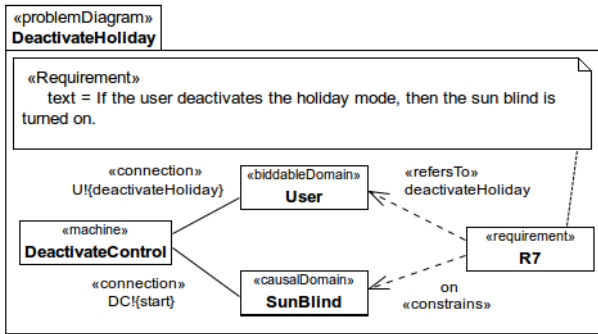 «problemDiagram»
DeactivateHoliday
«Requirement»
text = If the user deactivates the holiday mode, then the sun blind is
turned on.
«connection»
U!{deactivateHoliday}
«biddableDomain»
User
«refersTo»
deactivateHoliday
«machine»
DeactivateControl
«requirement»
R7
«connection»
DC!{start}
«causalDomain»
SunBlind
on
«constrains»